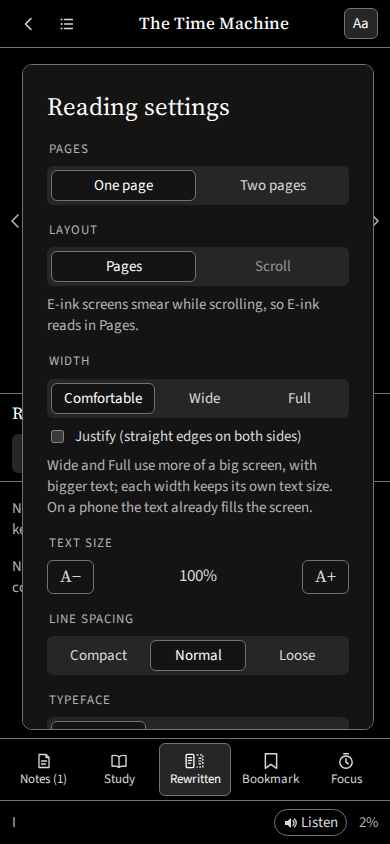 The Time Machine
Aa
Reading settings
PAGES
One page
Two pages
LAYOUT
Pages
Scroll
E-ink screens smear while scrolling, so E-ink
reads in Pages.
WIDTH
Comfortable
Wide
Full
Justify (straight edges on both sides)
Wide and Full use more of a big screen, with
bigger text; each width keeps its own text size.
On a phone the text already fills the screen.
TEXT SIZE
A−
100%
A+
LINE SPACING
Compact
Normal
Loose
TYPEFACE
Notes (1)
Study
Rewritten
Bookmark
Focus
I
Listen
2%